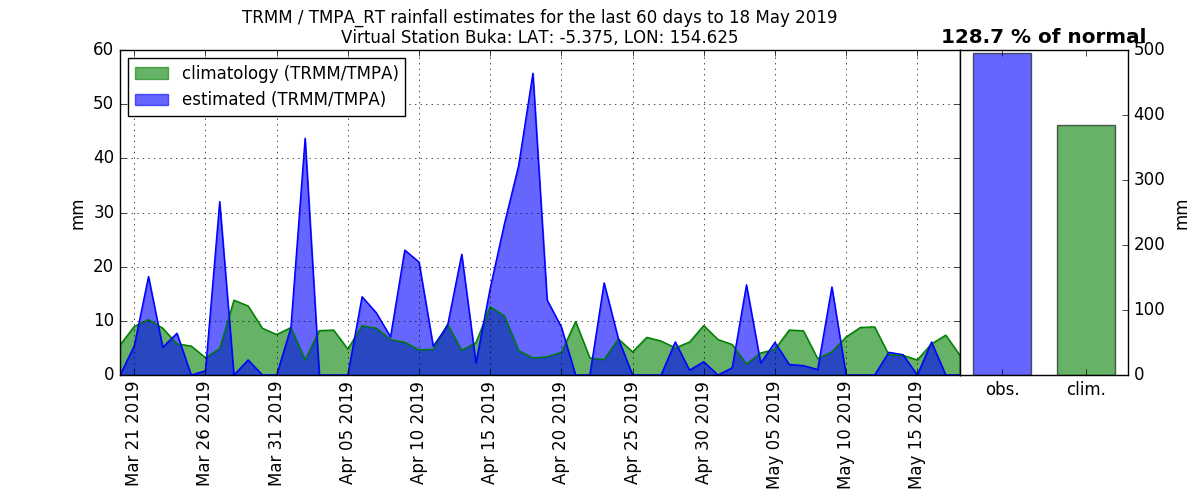 TRMM / TMPA_RT rainfall estimates for the last 60 days to 18 May 2019
Virtual Station Buka: LAT: -5.375, LON: 154.625
128.7 % of normal
climatology (TRMM/TMPA)
estimated (TRMM/TMPA)
mm
60
50
40
30
20
10
0
Mar 21 2019
Mar 26 2019
Mar 31 2019
Apr 05 2019
Apr 10 2019
Apr 15 2019
Apr 20 2019
Apr 25 2019
Apr 30 2019
May 05 2019
May 10 2019
May 15 2019
obs.
clim.
500
400
300
200
100
0
mm